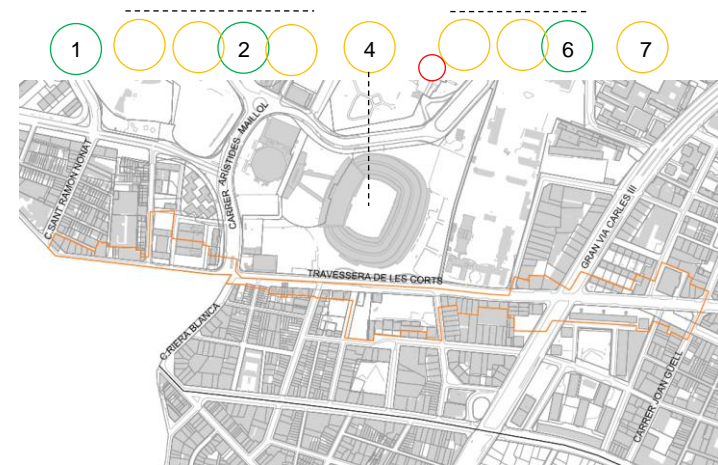 1 2 4 6 7
C SANT RAMON NONAT
CARRER ARÍSTIDES MAILLOL
GRAN VIA CARLES III
TRAVESSERA DE LES CORTS
C.RIERA BLANCA
CARRER JOAN GÜELL